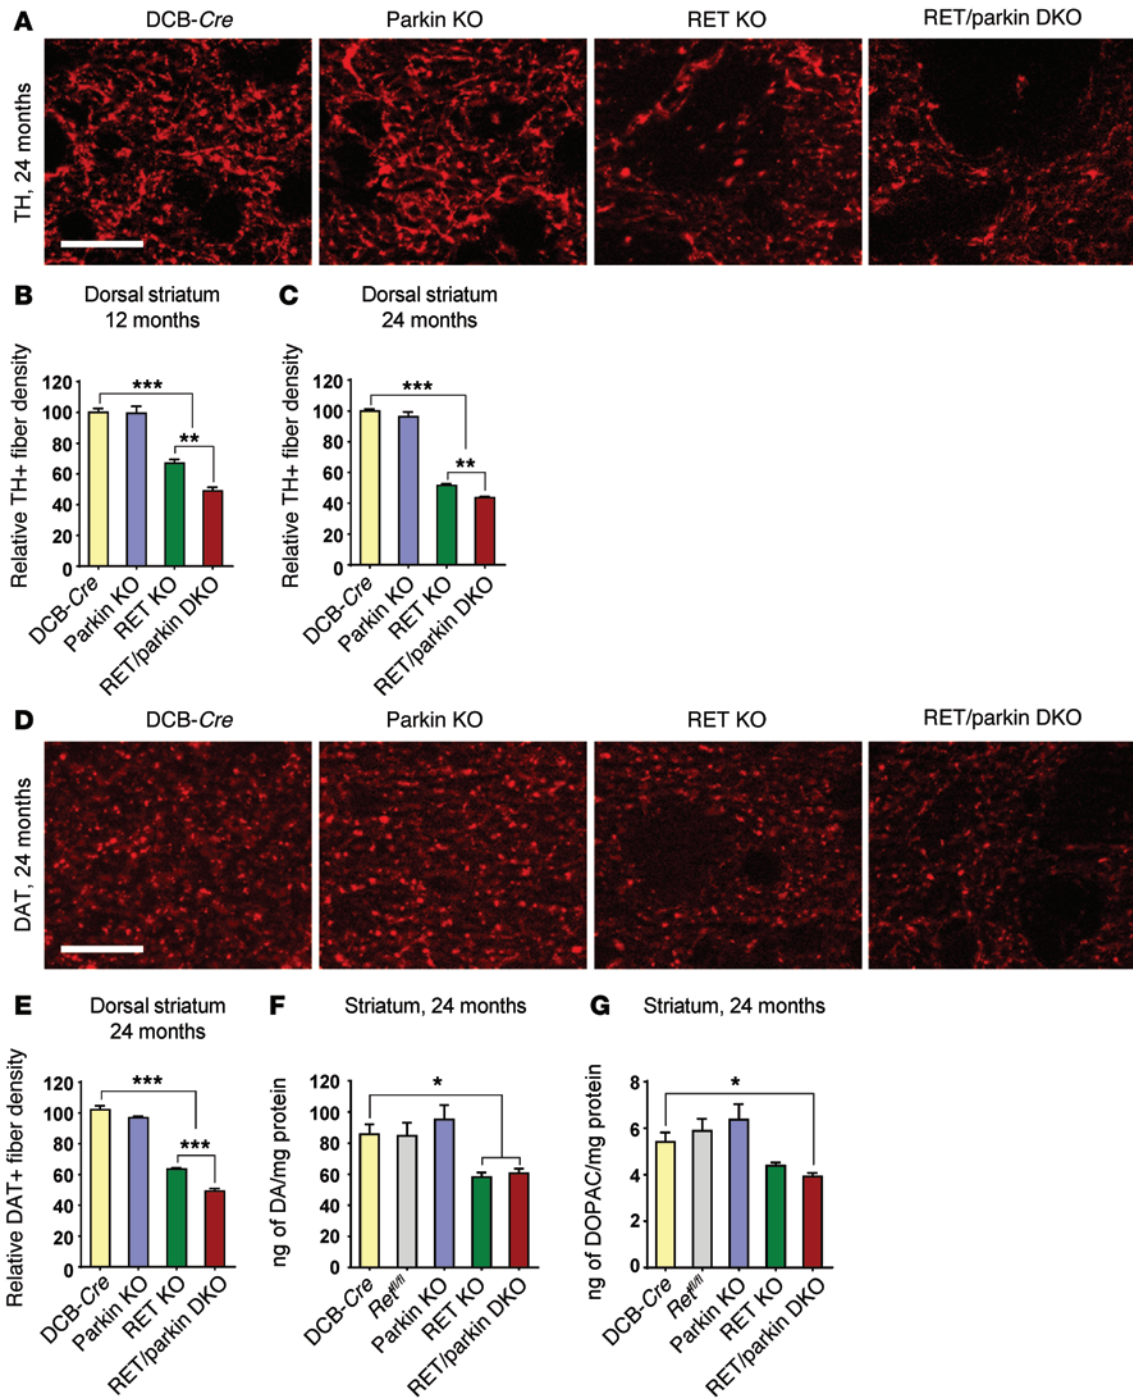 A
DCB-Cre
Parkin KO
RET KO
RET/parkin DKO
TH, 24 months
B
Dorsal striatum
12 months
Relative TH+ fiber density
120
100
80
60
40
20
0
***
**
DCB-Cre
Parkin KO
RET KO
RET/parkin DKO
C
Dorsal striatum
24 months
Relative TH+ fiber density
120
100
80
60
40
20
0
***
**
DCB-Cre
Parkin KO
RET KO
RET/parkin DKO
D
DCB-Cre
Parkin KO
RET KO
RET/parkin DKO
DAT, 24 months
E
Dorsal striatum
24 months
Relative DAT+ fiber density
120
100
80
60
40
20
0
***
***
DCB-Cre
Parkin KO
RET KO
RET/parkin DKO
F
Striatum, 24 months
ng of DA/mg protein
120
100
80
60
40
20
0
*
DCB-Cre
Ret^fl/fl
Parkin KO
RET KO
RET/parkin DKO
G
Striatum, 24 months
ng of DOPAC/mg protein
8
6
4
2
0
*
DCB-Cre
Ret^fl/fl
Parkin KO
RET KO
RET/parkin DKO